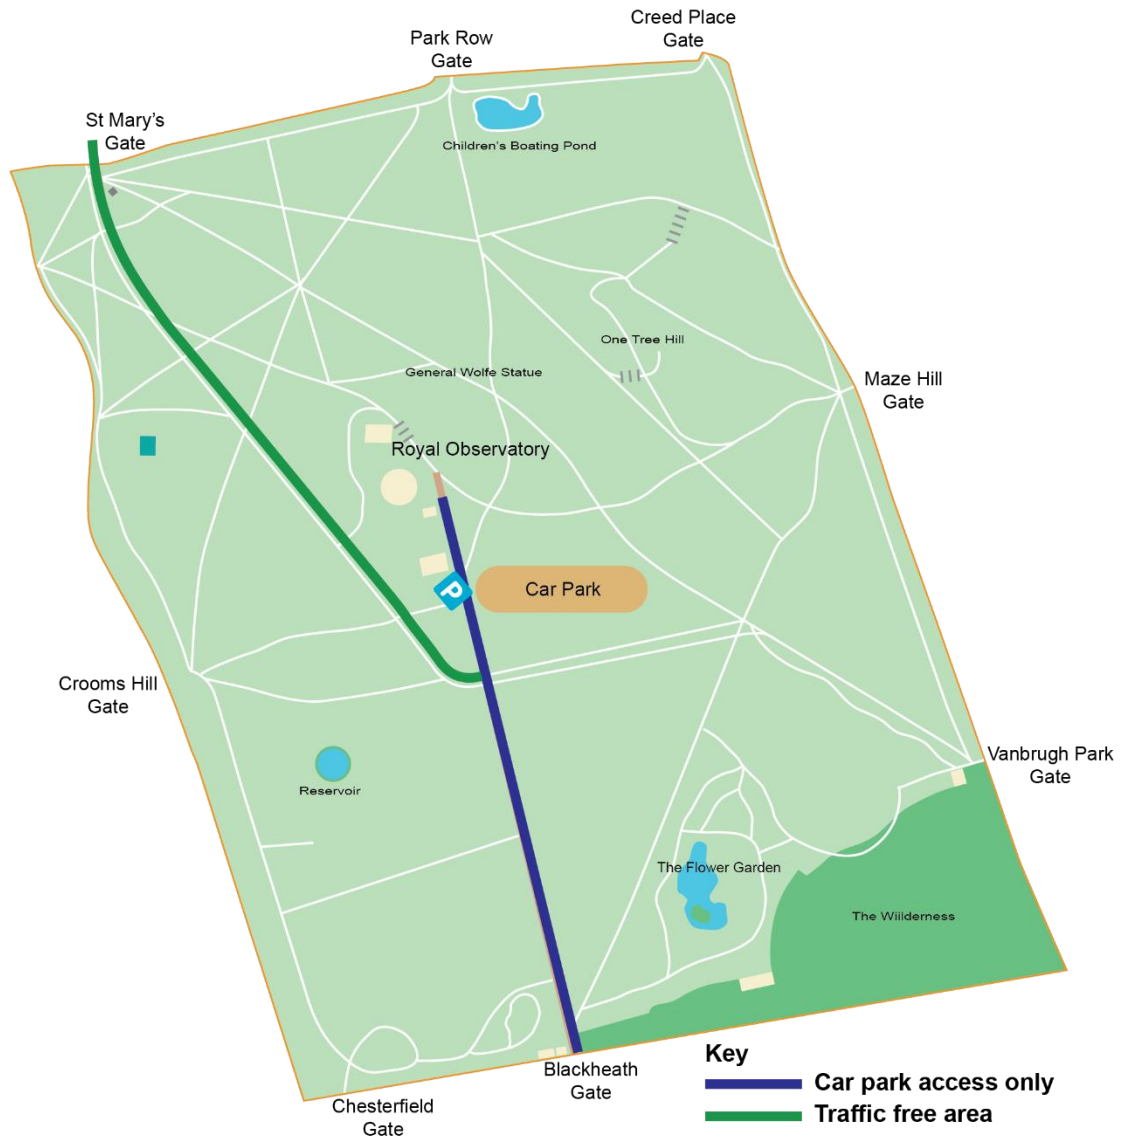 Creed Place
Gate
Park Row
Gate
St Mary's
Gate
Children's Boating Pond
One Tree Hill
General Wolfe Statue
Maze Hill
Gate
Royal Observatory
P
Car Park
Crooms Hill
Gate
Vanbrugh Park
Gate
Reservoir
The Flower Garden
The Wiilderness
Key
Blackheath
Gate
Car park access only
Traffic free area
Chesterfield
Gate